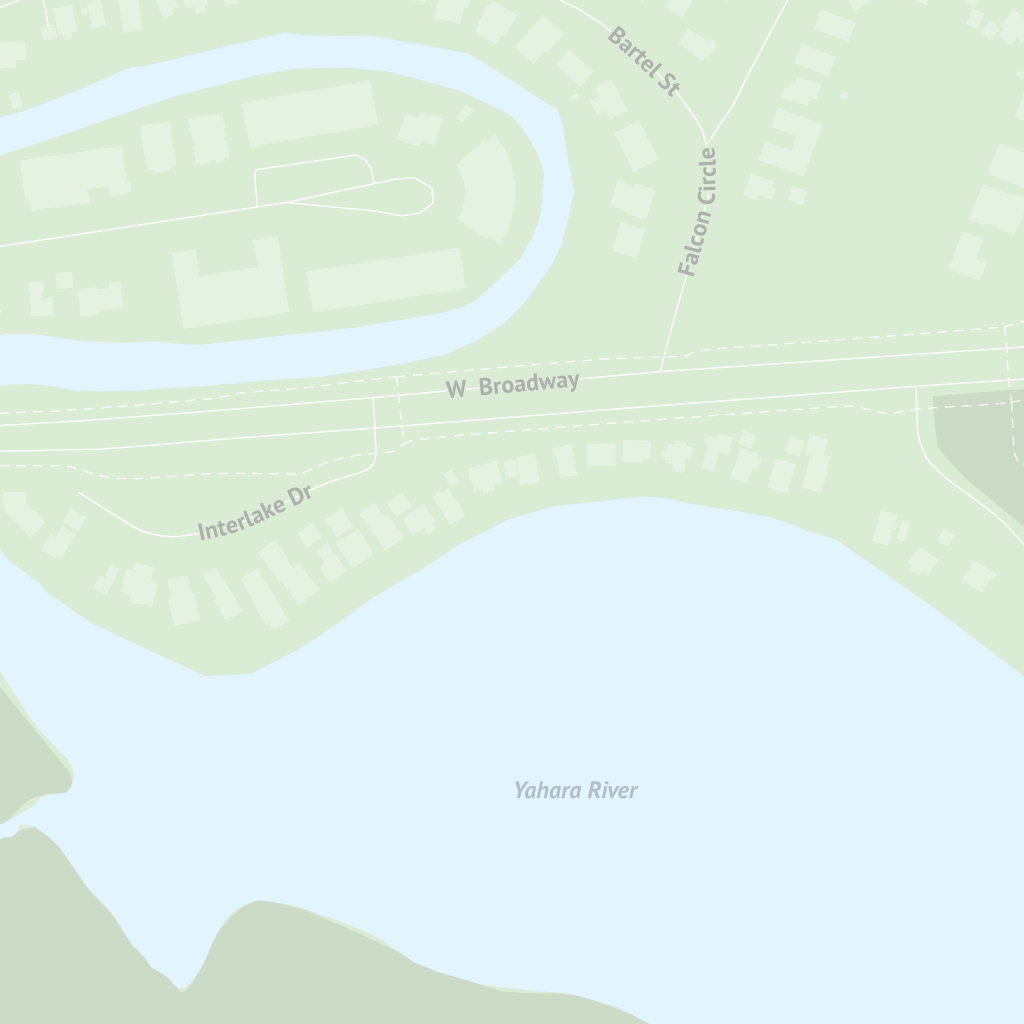 Bartel St
Falcon Circle
W Broadway
Interlake Dr
Yahara River